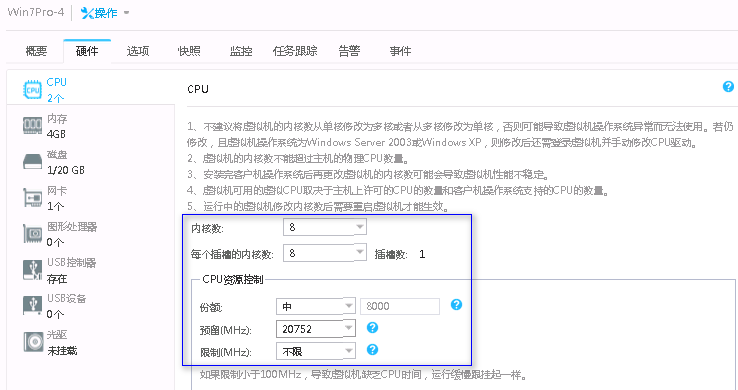 Win7Pro-4 操作
概要 硬件 选项 快照 监控 任务跟踪 告警 事件
CPU
2个
内存
4GB
磁盘
1/20 GB
网卡
1个
图形处理器
0个
USB控制器
存在
USB设备
0个
光驱
未挂载
CPU
1、不建议将虚拟机的内核数从单核修改为多核或者从多核修改为单核，否则可能导致虚拟机操作系统异常而无法使用。若仍
修改，且虚拟机操作系统为Windows Server 2003或Windows XP，则修改后还需登录虚拟机并手动修改CPU驱动。
2、虚拟机的内核数不能超过主机的物理CPU数量。
3、安装完客户机操作系统后再更改虚拟机的内核数可能会导致虚拟机性能不稳定。
4、虚拟机可用的虚拟CPU取决于主机上许可的CPU的数量和客户机操作系统支持的CPU的数量。
5、运行中的虚拟机修改内核数后需要重启虚拟机才能生效。
内核数: 8
每个插槽的内核数: 8 插槽数: 1
CPU资源控制
份额: 中 8000
预留(MHz): 20752
限制(MHz): 不限
如果限制小于100MHz，导致虚拟机缺乏CPU时间，运行缓慢跟挂起一样。